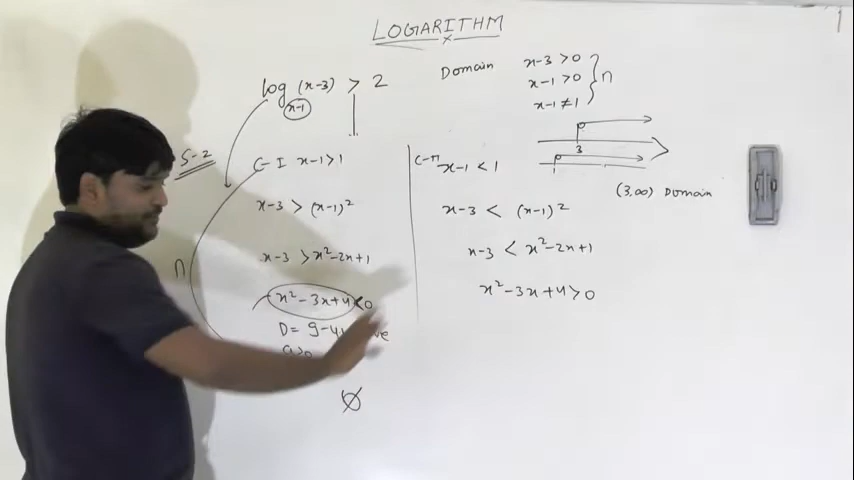 LOGARITHM
log (x-3) > 2
x-1
Domain x-3 > 0
x-1 > 0
x-1 ≠ 1
∩
3
1
(3,∞) Domain
S-2
C-I x-1 > 1
x-3 > (x-1)²
x-3 > x²-2x+1
∩
x²-3x+4 < 0
D = 9-4 ve
a>0
∅
C-II x-1 < 1
x-3 < (x-1)²
x-3 < x²-2x+1
x²-3x+4 > 0